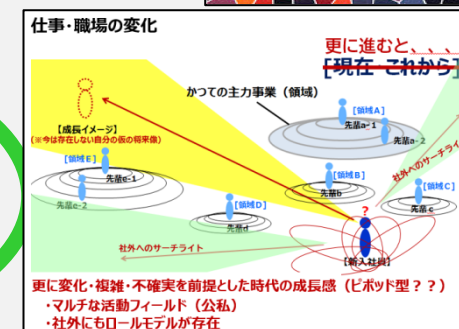 仕事・職場の変化
更に進むと、、、
[現在・これから]
かつての主力事業（領域）
[領域A]
先輩a-1
先輩a-2
【成長イメージ】
(※今は存在しない自分の仮の将来像)
[領域E]
先輩e-1
先輩e-2
[領域B]
先輩b
[領域C]
先輩c
[領域D]
先輩d
社外へのサーチライト
社外へのサーチライト
?
【新入社員】
更に変化・複雑・不確実を前提とした時代の成長感（ピボッド型？？）
・マルチな活動フィールド（公私）
・社外にもロールモデルが存在